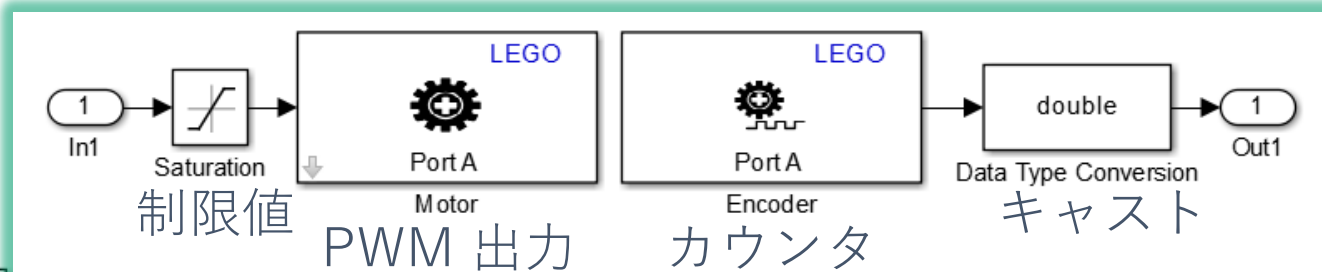 LEGO
LEGO
1
double
1
In1
Port A
Port A
Out1
Saturation
Data Type Conversion
制限値
Motor
Encoder
キャスト
PWM 出力
カウンタ